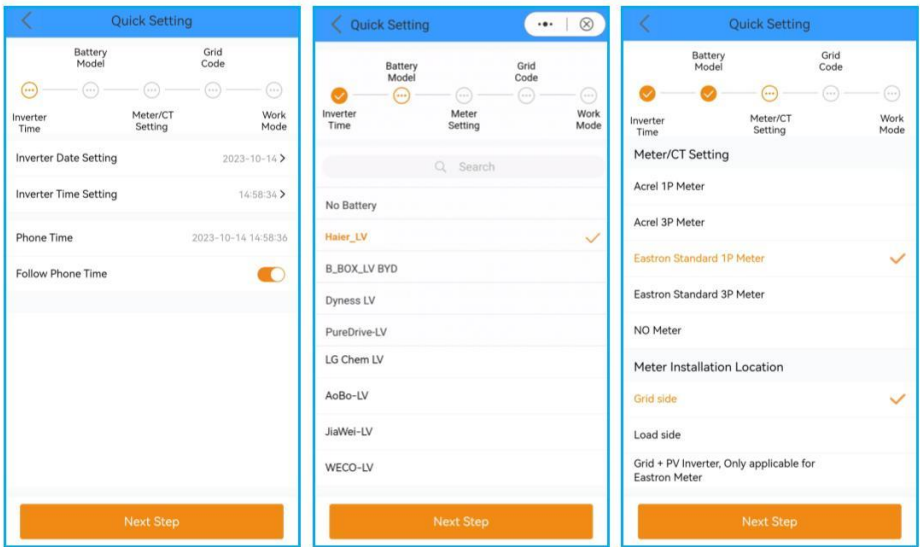 Quick Setting
Battery
Model
Grid
Code
Inverter
Time
Meter/CT
Setting
Work
Mode
Inverter Date Setting 2023-10-14
Inverter Time Setting 14:58:34
Phone Time 2023-10-14 14:58:36
Follow Phone Time
Next Step
Quick Setting
Battery
Model
Grid
Code
Inverter
Time
Meter
Setting
Work
Mode
Search
No Battery
Haier_LV
B_BOX_LV BYD
Dyness LV
PureDrive-LV
LG Chem LV
AoBo-LV
JiaWei-LV
WECO-LV
Next Step
Quick Setting
Battery
Model
Grid
Code
Inverter
Time
Meter/CT
Setting
Work
Mode
Meter/CT Setting
Acrel 1P Meter
Acrel 3P Meter
Eastron Standard 1P Meter
Eastron Standard 3P Meter
NO Meter
Meter Installation Location
Grid side
Load side
Grid + PV Inverter, Only applicable for
Eastron Meter
Next Step